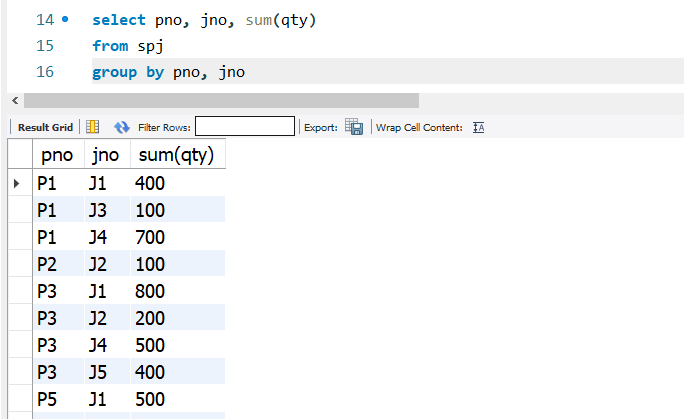 14 select pno, jno, sum(qty)
15 from spj
16 group by pno, jno
Result Grid Filter Rows: Export: Wrap Cell Content: IA
pno jno sum(qty)
P1 J1 400
P1 J3 100
P1 J4 700
P2 J2 100
P3 J1 800
P3 J2 200
P3 J4 500
P3 J5 400
P5 J1 500